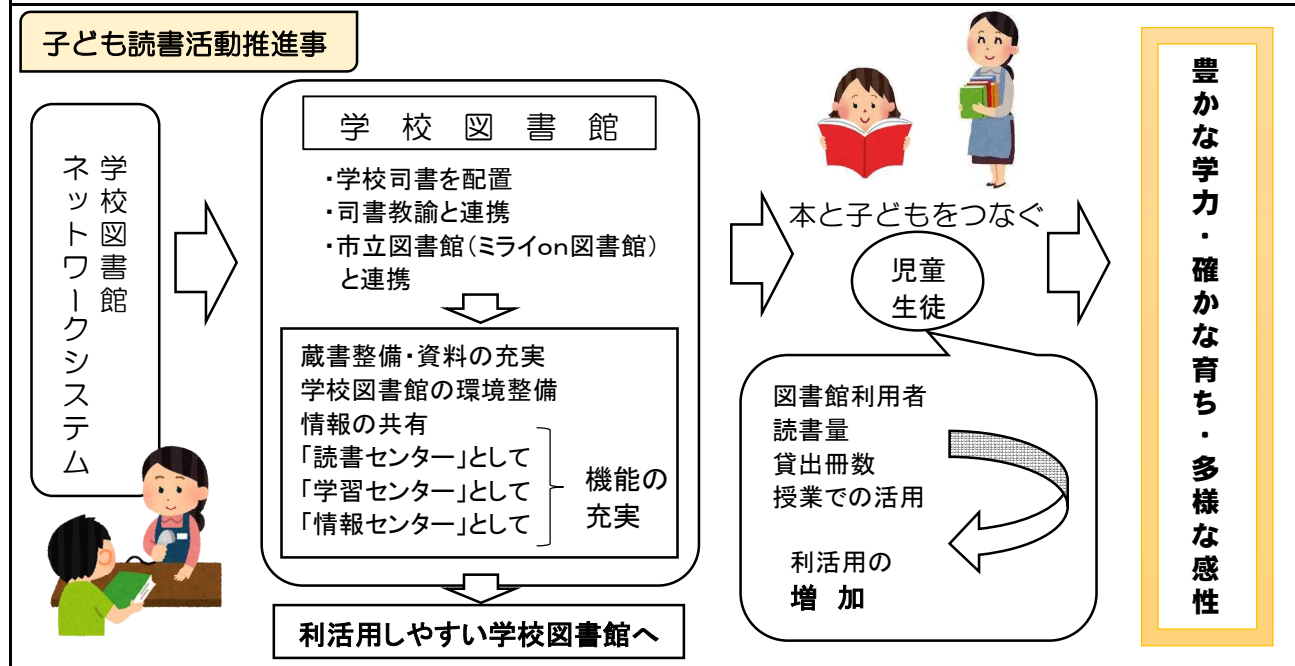 子ども読書活動推進事
学校図書館
ネットワークシステム
学校図書館
・学校司書を配置
・司書教諭と連携
・市立図書館(ミライon図書館)
と連携
蔵書整備・資料の充実
学校図書館の環境整備
情報の共有
「読書センター」として
「学習センター」として
「情報センター」として
機能の
充実
利活用しやすい学校図書館へ
本と子どもをつなぐ
児童
生徒
図書館利用者
読書量
貸出冊数
授業での活用
利活用の
増加
豊かな学力・確かな育ち・多様な感性